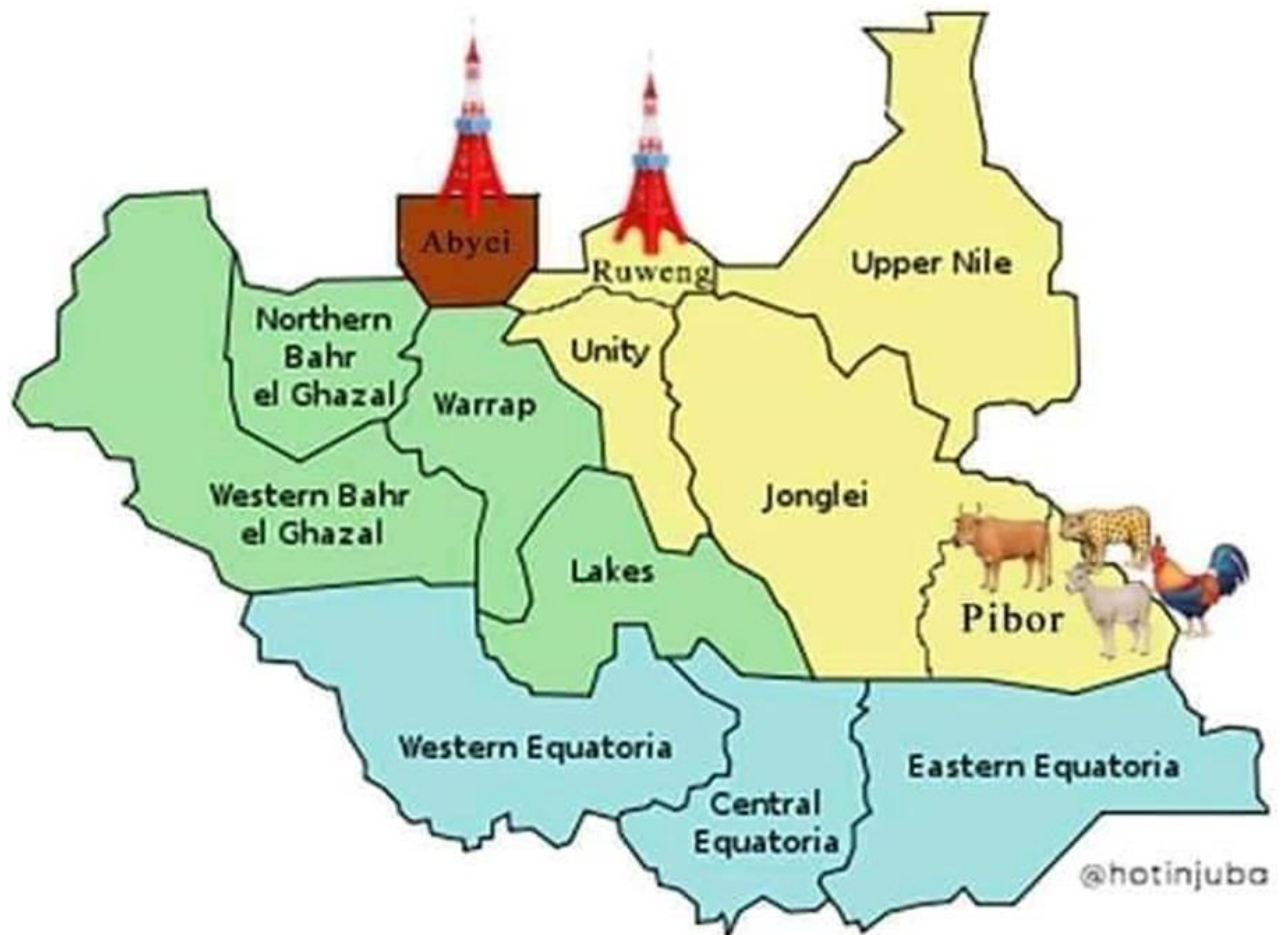 Abyei
Ruweng
Upper Nile
Northern
Bahr
el Ghazal
Unity
Warrap
Western Bahr
el Ghazal
Jonglei
Lakes
Pibor
Western Equatoria
Eastern Equatoria
Central
Equatoria
@hotinjuba